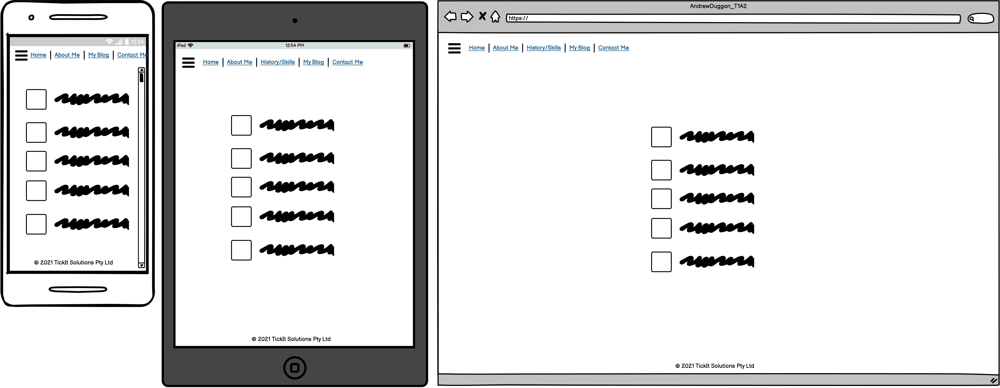 12:54
Home | About Me | My Blog | Contact Me
© 2021 TickIt Solutions Pty Ltd
iPad 12:54 PM
Home | About Me | History/Skills | My Blog | Contact Me
© 2021 TickIt Solutions Pty Ltd
AndrewDuggan_T1A2
https://
Home | About Me | History/Skills | My Blog | Contact Me
© 2021 TickIt Solutions Pty Ltd